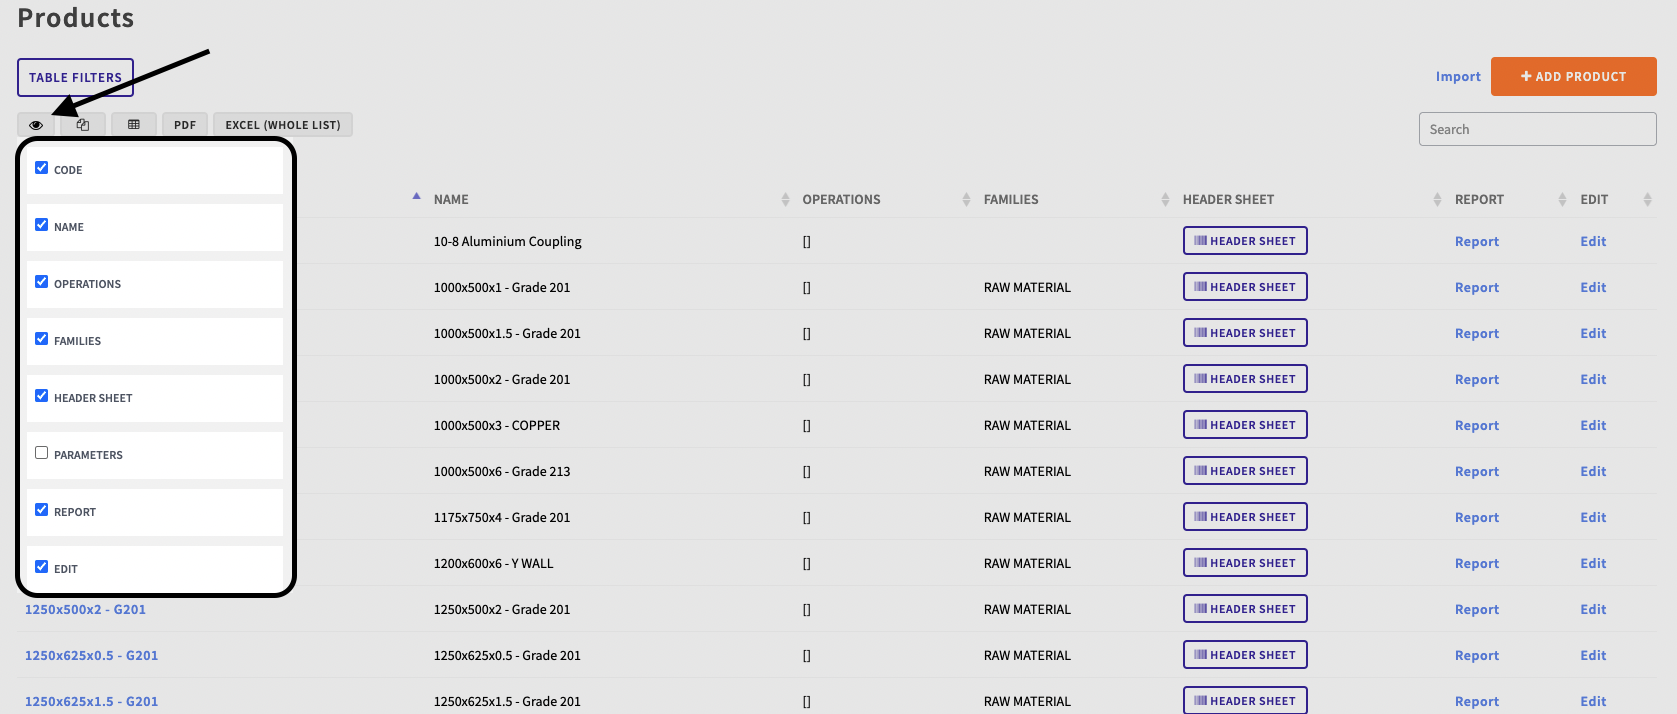 Products
TABLE FILTERS
Import
+ ADD PRODUCT
PDF
EXCEL (WHOLE LIST)
Search
CODE
NAME
OPERATIONS
FAMILIES
HEADER SHEET
PARAMETERS
REPORT
EDIT
NAME OPERATIONS FAMILIES HEADER SHEET REPORT EDIT
10-8 Aluminium Coupling [] HEADER SHEET Report Edit
1000x500x1 - Grade 201 [] RAW MATERIAL HEADER SHEET Report Edit
1000x500x1.5 - Grade 201 [] RAW MATERIAL HEADER SHEET Report Edit
1000x500x2 - Grade 201 [] RAW MATERIAL HEADER SHEET Report Edit
1000x500x3 - COPPER [] RAW MATERIAL HEADER SHEET Report Edit
1000x500x6 - Grade 213 [] RAW MATERIAL HEADER SHEET Report Edit
1175x750x4 - Grade 201 [] RAW MATERIAL HEADER SHEET Report Edit
1200x600x6 - Y WALL [] RAW MATERIAL HEADER SHEET Report Edit
1250x500x2 - G201 1250x500x2 - Grade 201 [] RAW MATERIAL HEADER SHEET Report Edit
1250x625x0.5 - G201 1250x625x0.5 - Grade 201 [] RAW MATERIAL HEADER SHEET Report Edit
1250x625x1.5 - G201 1250x625x1.5 - Grade 201 [] RAW MATERIAL HEADER SHEET Report Edit